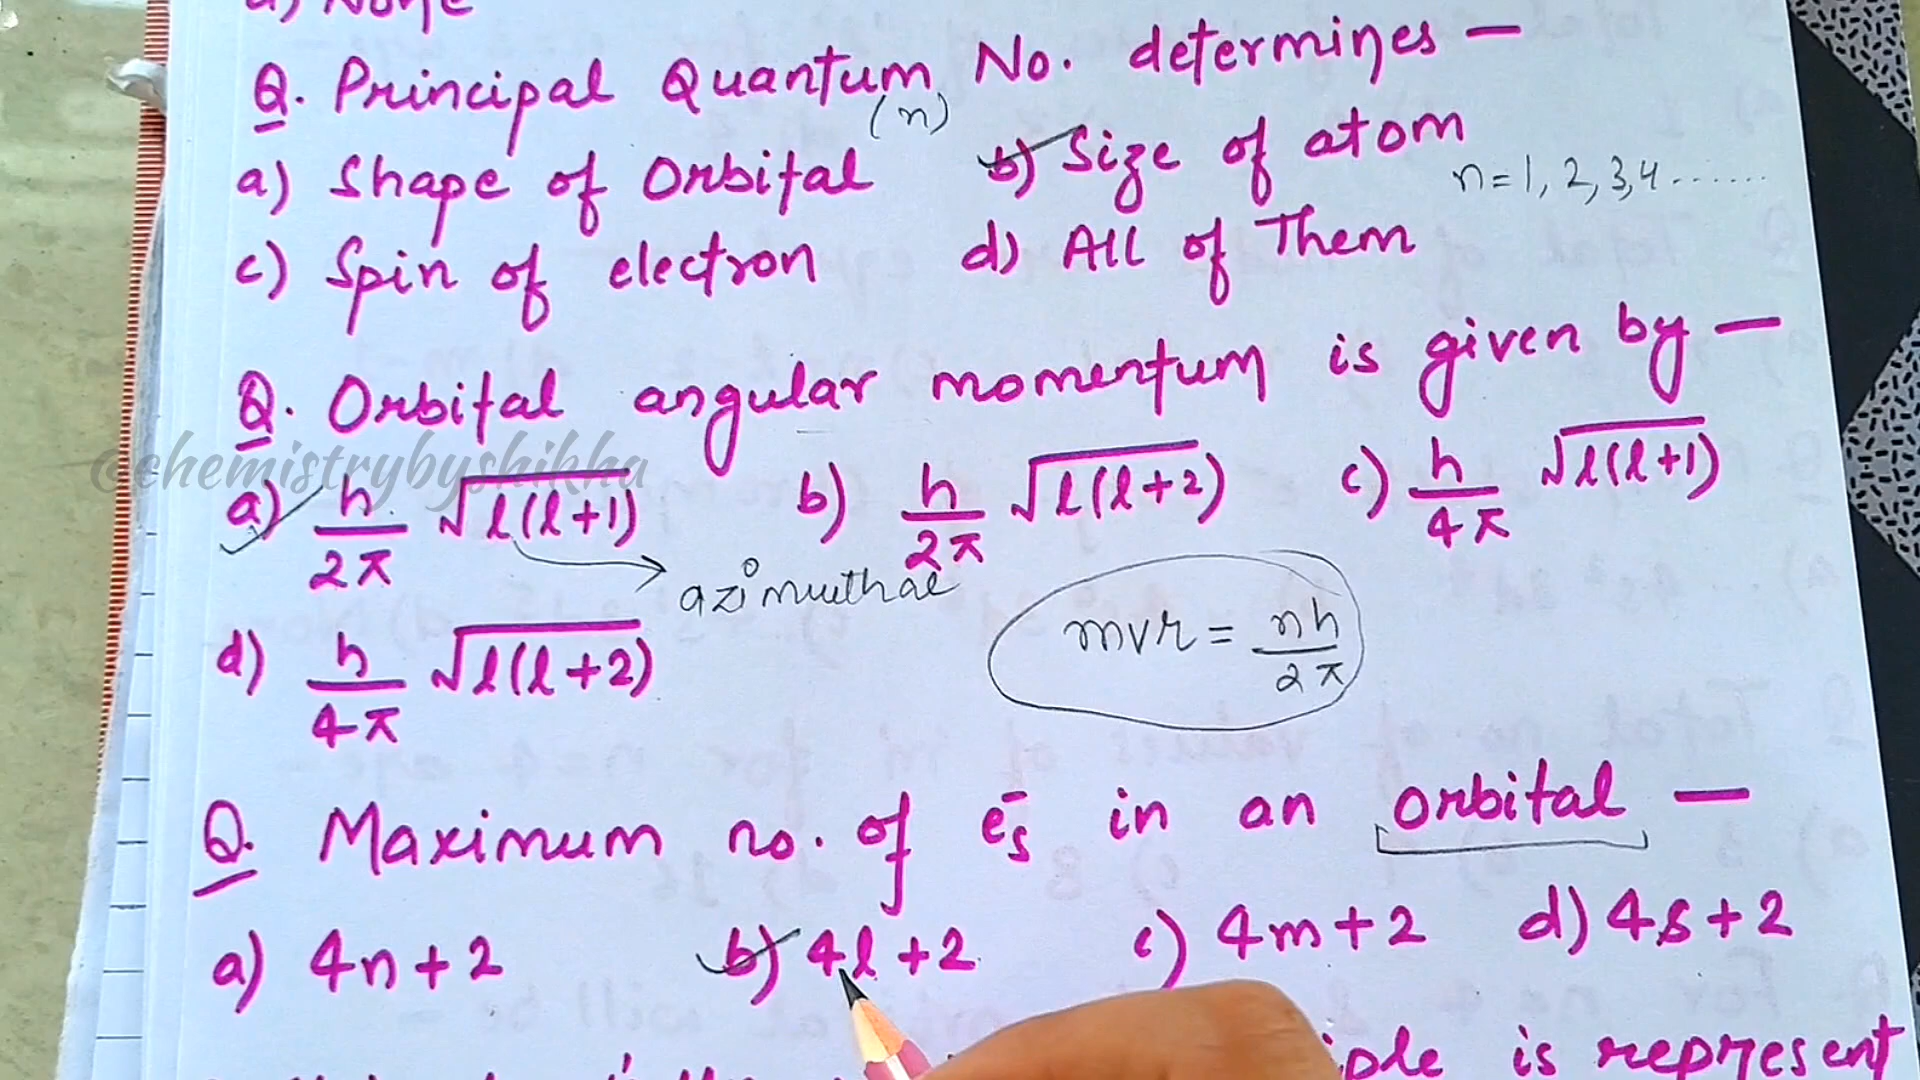 d) None
Q. Principal Quantum No. determines —
(n)
a) Shape of Orbital b) Size of atom
n=1, 2, 3, 4 ......
c) Spin of electron d) All of Them
Q. Orbital angular momentum is given by —
@chemistrybyshikha
a) h/2π √l(l+1) b) h/2π √l(l+2) c) h/4π √l(l+1)
azimuthal
mvr = nh/2π
d) h/4π √l(l+2)
Q. Maximum no. of e⁻s in an orbital —
a) 4n+2 b) 4l+2 c) 4m+2 d) 4s+2
is represent